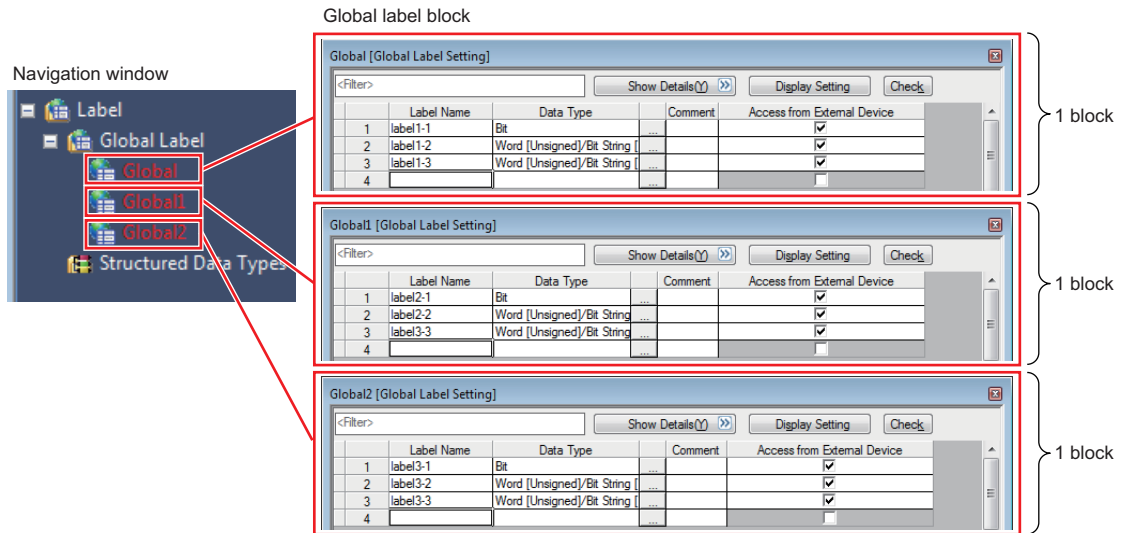 Global label block
Navigation window
Label
Global Label
Global
Global1
Global2
Structured Data Types
Global [Global Label Setting]
<Filter>
Show Details(Y)
Display Setting
Check
Label Name Data Type Comment Access from External Device
1 label1-1 Bit ...
2 label1-2 Word [Unsigned]/Bit String [ ...
3 label1-3 Word [Unsigned]/Bit String [ ...
4 ...
1 block
Global1 [Global Label Setting]
<Filter>
Show Details(Y)
Display Setting
Check
Label Name Data Type Comment Access from External Device
1 label2-1 Bit ...
2 label2-2 Word [Unsigned]/Bit String ...
3 label3-3 Word [Unsigned]/Bit String ...
4 ...
1 block
Global2 [Global Label Setting]
<Filter>
Show Details(Y)
Display Setting
Check
Label Name Data Type Comment Access from External Device
1 label3-1 Bit ...
2 label3-2 Word [Unsigned]/Bit String [ ...
3 label3-3 Word [Unsigned]/Bit String [ ...
4 ...
1 block